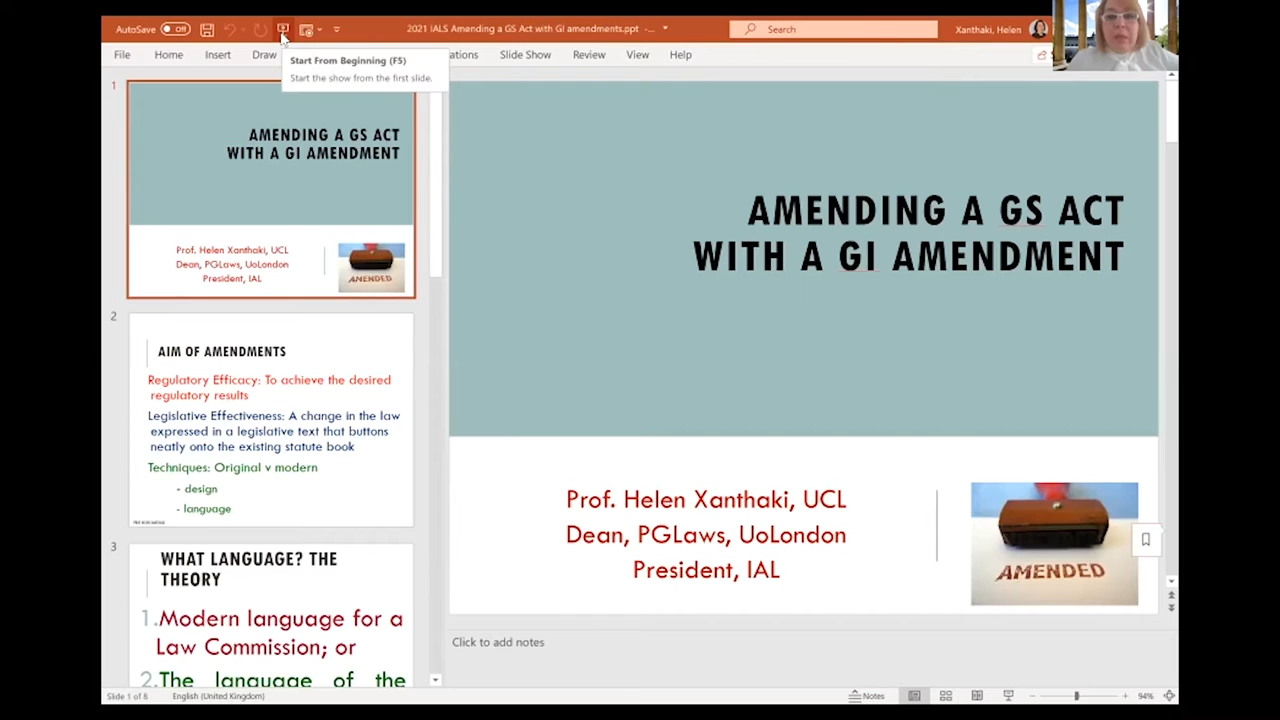 AutoSave Off
2021 IALS Amending a GS Act with GI amendments.ppt -...
Search
Xanthaki, Helen
File Insert Draw ations Slide Show Review View Help
Start From Beginning (F5)
Start the show from the first slide.
1
AMENDING A GS ACT
WITH A GI AMENDMENT
Prof. Helen Xanthaki, UCL
Dean, PGLaws, UoLondon
President, IAL
AMENDED
2
AIM OF AMENDMENTS
Regulatory Efficacy: To achieve the desired
regulatory results
Legislative Effectiveness: A change in the law
expressed in a legislative text that buttons
neatly onto the existing statute book
Techniques: Original v modern
- design
- language
3
WHAT LANGUAGE? THE
THEORY
1.Modern language for a
Law Commission; or
2.The language of the
AMENDING A GS ACT
WITH A GI AMENDMENT
Prof. Helen Xanthaki, UCL
Dean, PGLaws, UoLondon
President, IAL
AMENDED
Click to add notes
Slide 1 of 8 English (United Kingdom) Notes 94%